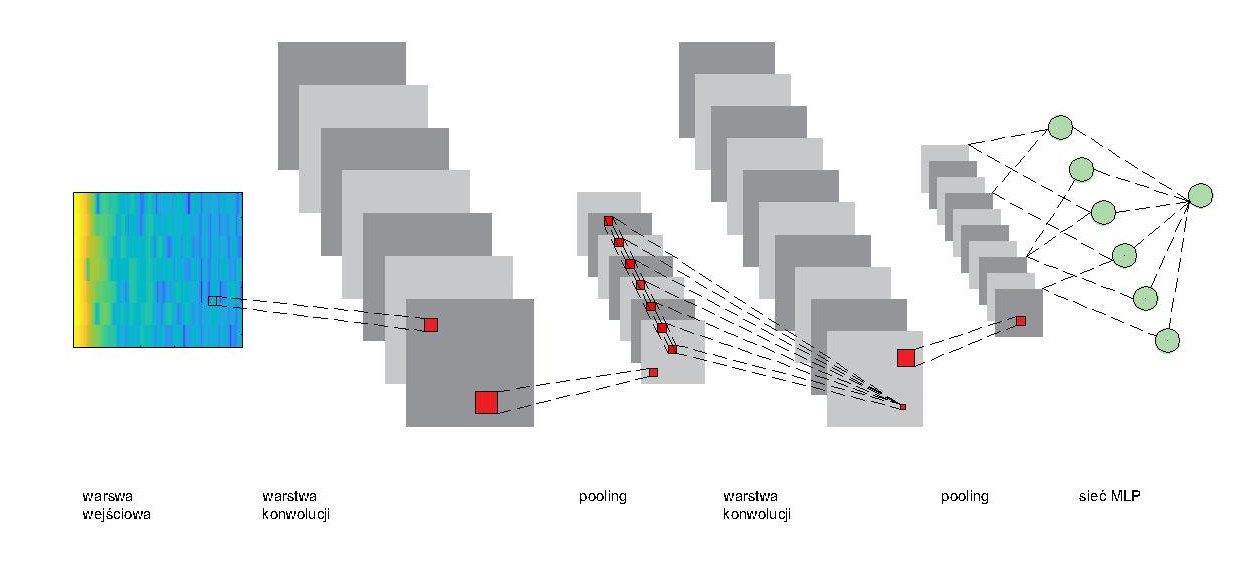 warswa
wejściowa
warstwa
konwolucji
pooling
warstwa
konwolucji
pooling
sieć MLP